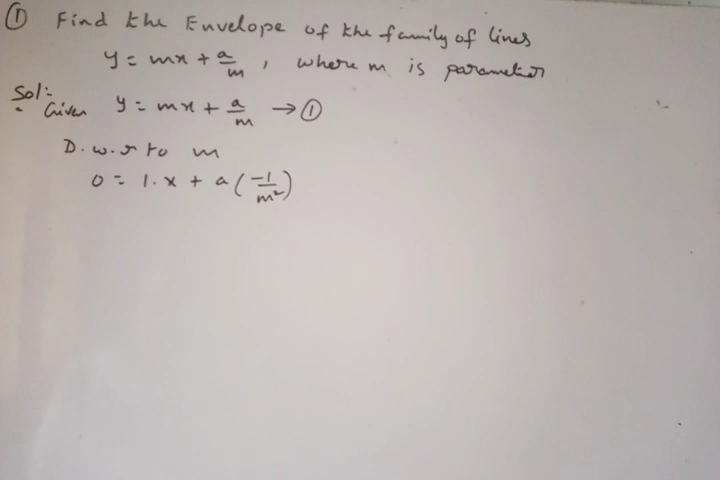 ① Find the Envelope of the family of lines
y = mx + a/m, where m is parameter
Sol:- Given y = mx + a/m → ①
D. w. r to m
0 = 1. x + a (-1/m²)